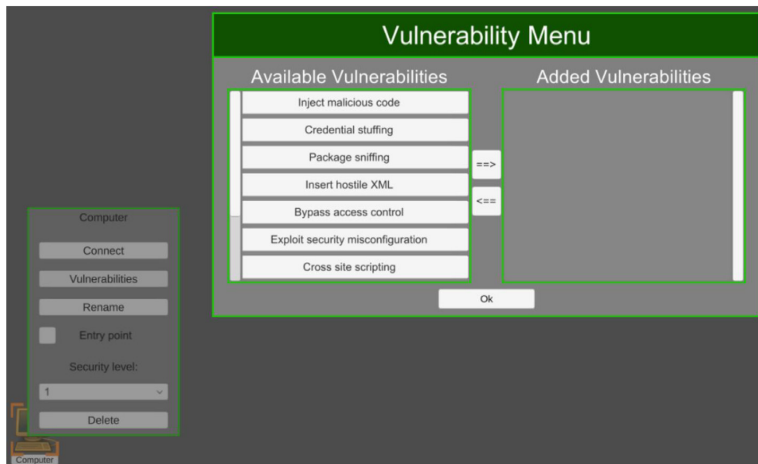 Vulnerability Menu
Available Vulnerabilities
Added Vulnerabilities
Inject malicious code
Credential stuffing
Package sniffing
Insert hostile XML
Bypass access control
Exploit security misconfiguration
Cross site scripting
==>
<==
Ok
Computer
Connect
Vulnerabilities
Rename
Entry point
Security level:
1
Delete
Computer